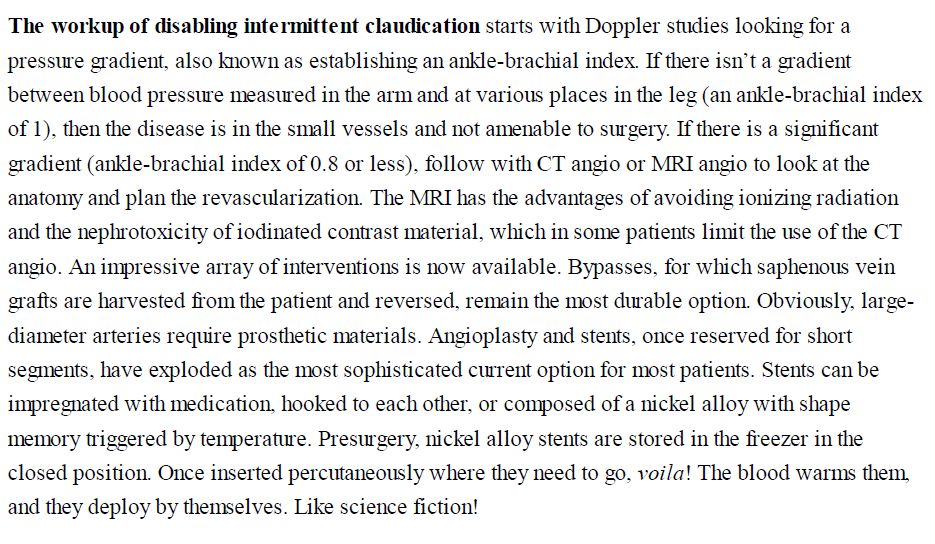 The workup of disabling intermittent claudication starts with Doppler studies looking for a
pressure gradient, also known as establishing an ankle-brachial index. If there isn’t a gradient
between blood pressure measured in the arm and at various places in the leg (an ankle-brachial index
of 1), then the disease is in the small vessels and not amenable to surgery. If there is a significant
gradient (ankle-brachial index of 0.8 or less), follow with CT angio or MRI angio to look at the
anatomy and plan the revascularization. The MRI has the advantages of avoiding ionizing radiation
and the nephrotoxicity of iodinated contrast material, which in some patients limit the use of the CT
angio. An impressive array of interventions is now available. Bypasses, for which saphenous vein
grafts are harvested from the patient and reversed, remain the most durable option. Obviously, large-
diameter arteries require prosthetic materials. Angioplasty and stents, once reserved for short
segments, have exploded as the most sophisticated current option for most patients. Stents can be
impregnated with medication, hooked to each other, or composed of a nickel alloy with shape
memory triggered by temperature. Presurgery, nickel alloy stents are stored in the freezer in the
closed position. Once inserted percutaneously where they need to go, voila! The blood warms them,
and they deploy by themselves. Like science fiction!